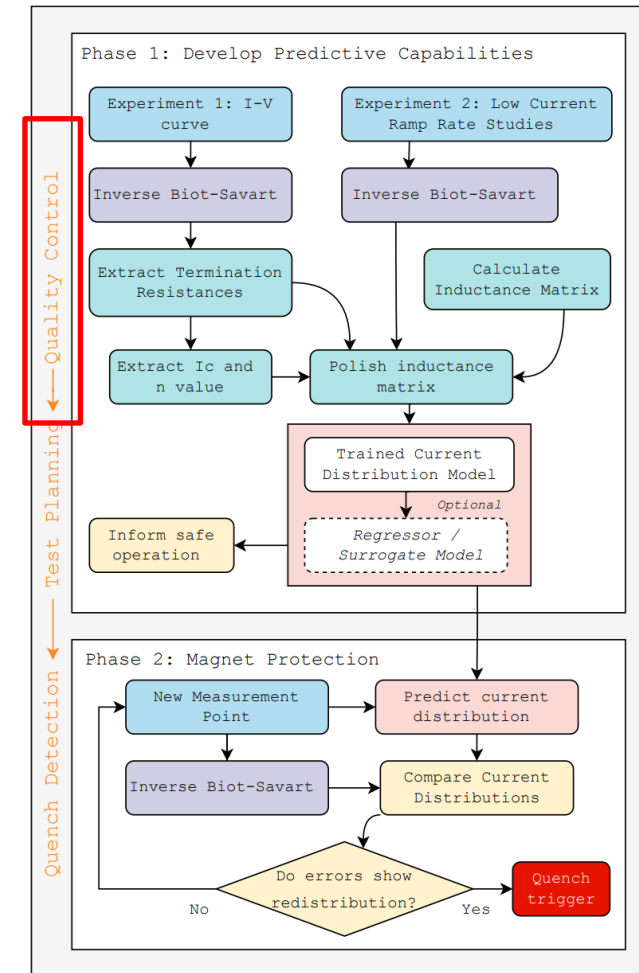 Phase 1: Develop Predictive Capabilities
Experiment 1: I-V
curve
Experiment 2: Low Current
Ramp Rate Studies
Inverse Biot-Savart
Inverse Biot-Savart
Extract Termination
Resistances
Calculate
Inductance Matrix
Extract Ic and
n value
Polish inductance
matrix
Trained Current
Distribution Model
Optional
Regressor /
Surrogate Model
Inform safe
operation
Phase 2: Magnet Protection
New Measurement
Point
Predict current
distribution
Inverse Biot-Savart
Compare Current
Distributions
Do errors show
redistribution?
No
Yes
Quench
trigger
Quality Control
Test Planning
Quench Detection